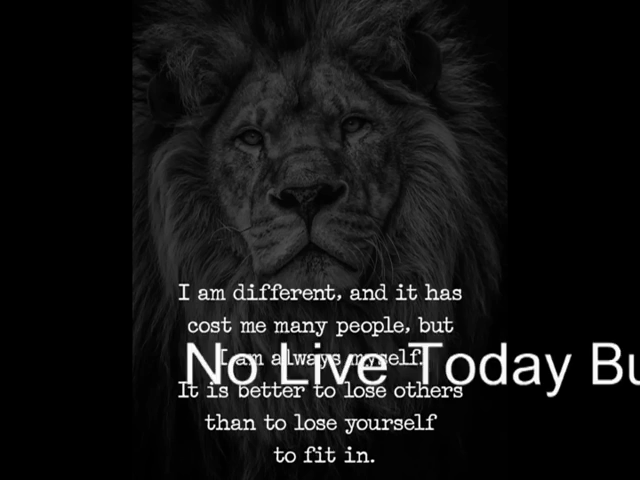 I am different, and it has
cost me many people, but
I am always myself.
No Live Today Bu
It is better to lose others
than to lose yourself
to fit in.